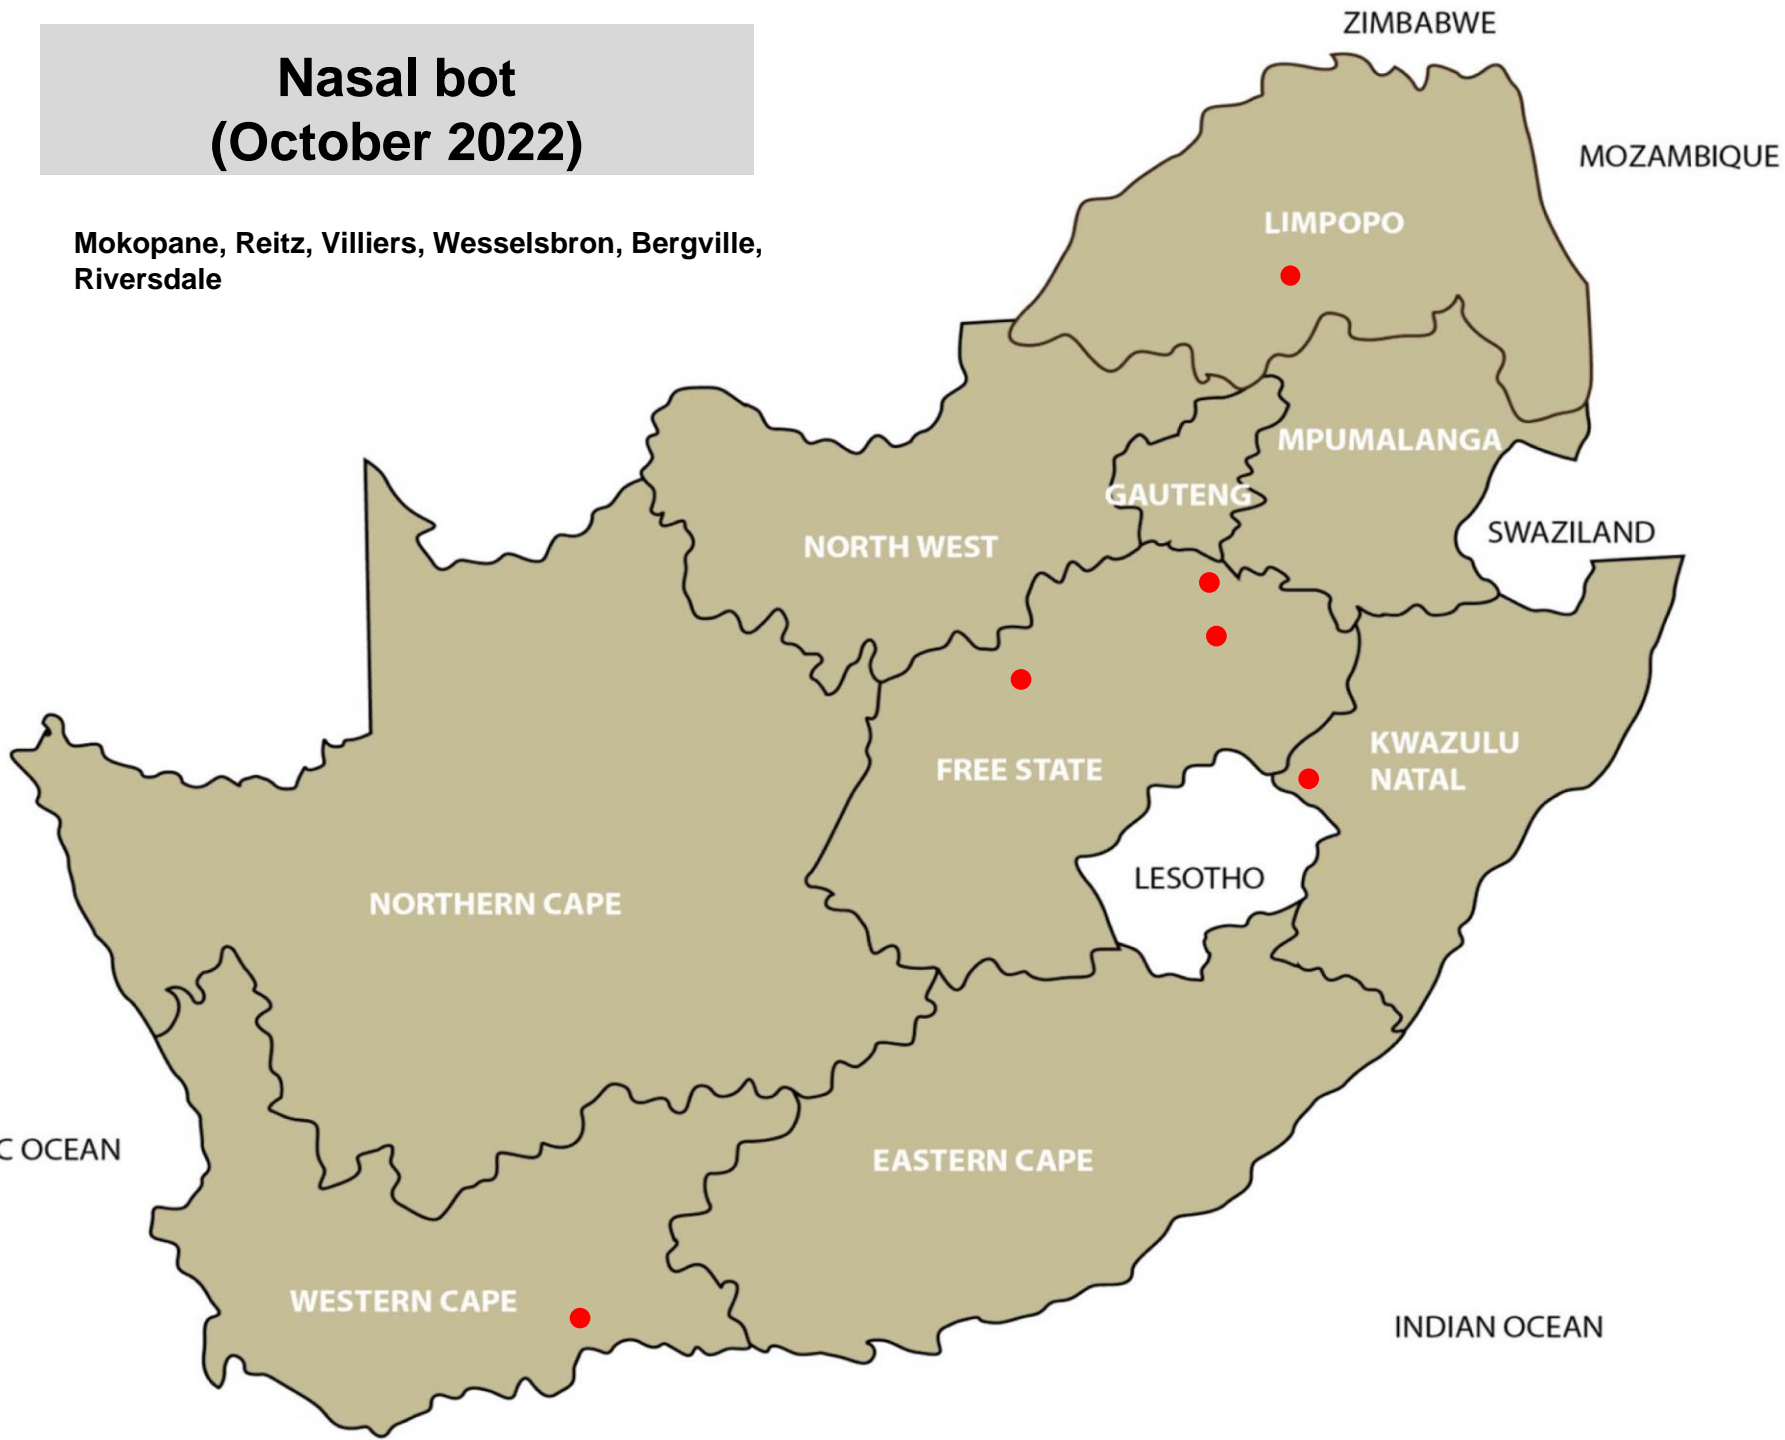 Nasal bot
(October 2022)
Mokopane, Reitz, Villiers, Wesselsbron, Bergville,
Riversdale
ZIMBABWE
MOZAMBIQUE
LIMPOPO
MPUMALANGA
GAUTENG
SWAZILAND
NORTH WEST
KWAZULU
NATAL
FREE STATE
LESOTHO
NORTHERN CAPE
C OCEAN
EASTERN CAPE
WESTERN CAPE
INDIAN OCEAN